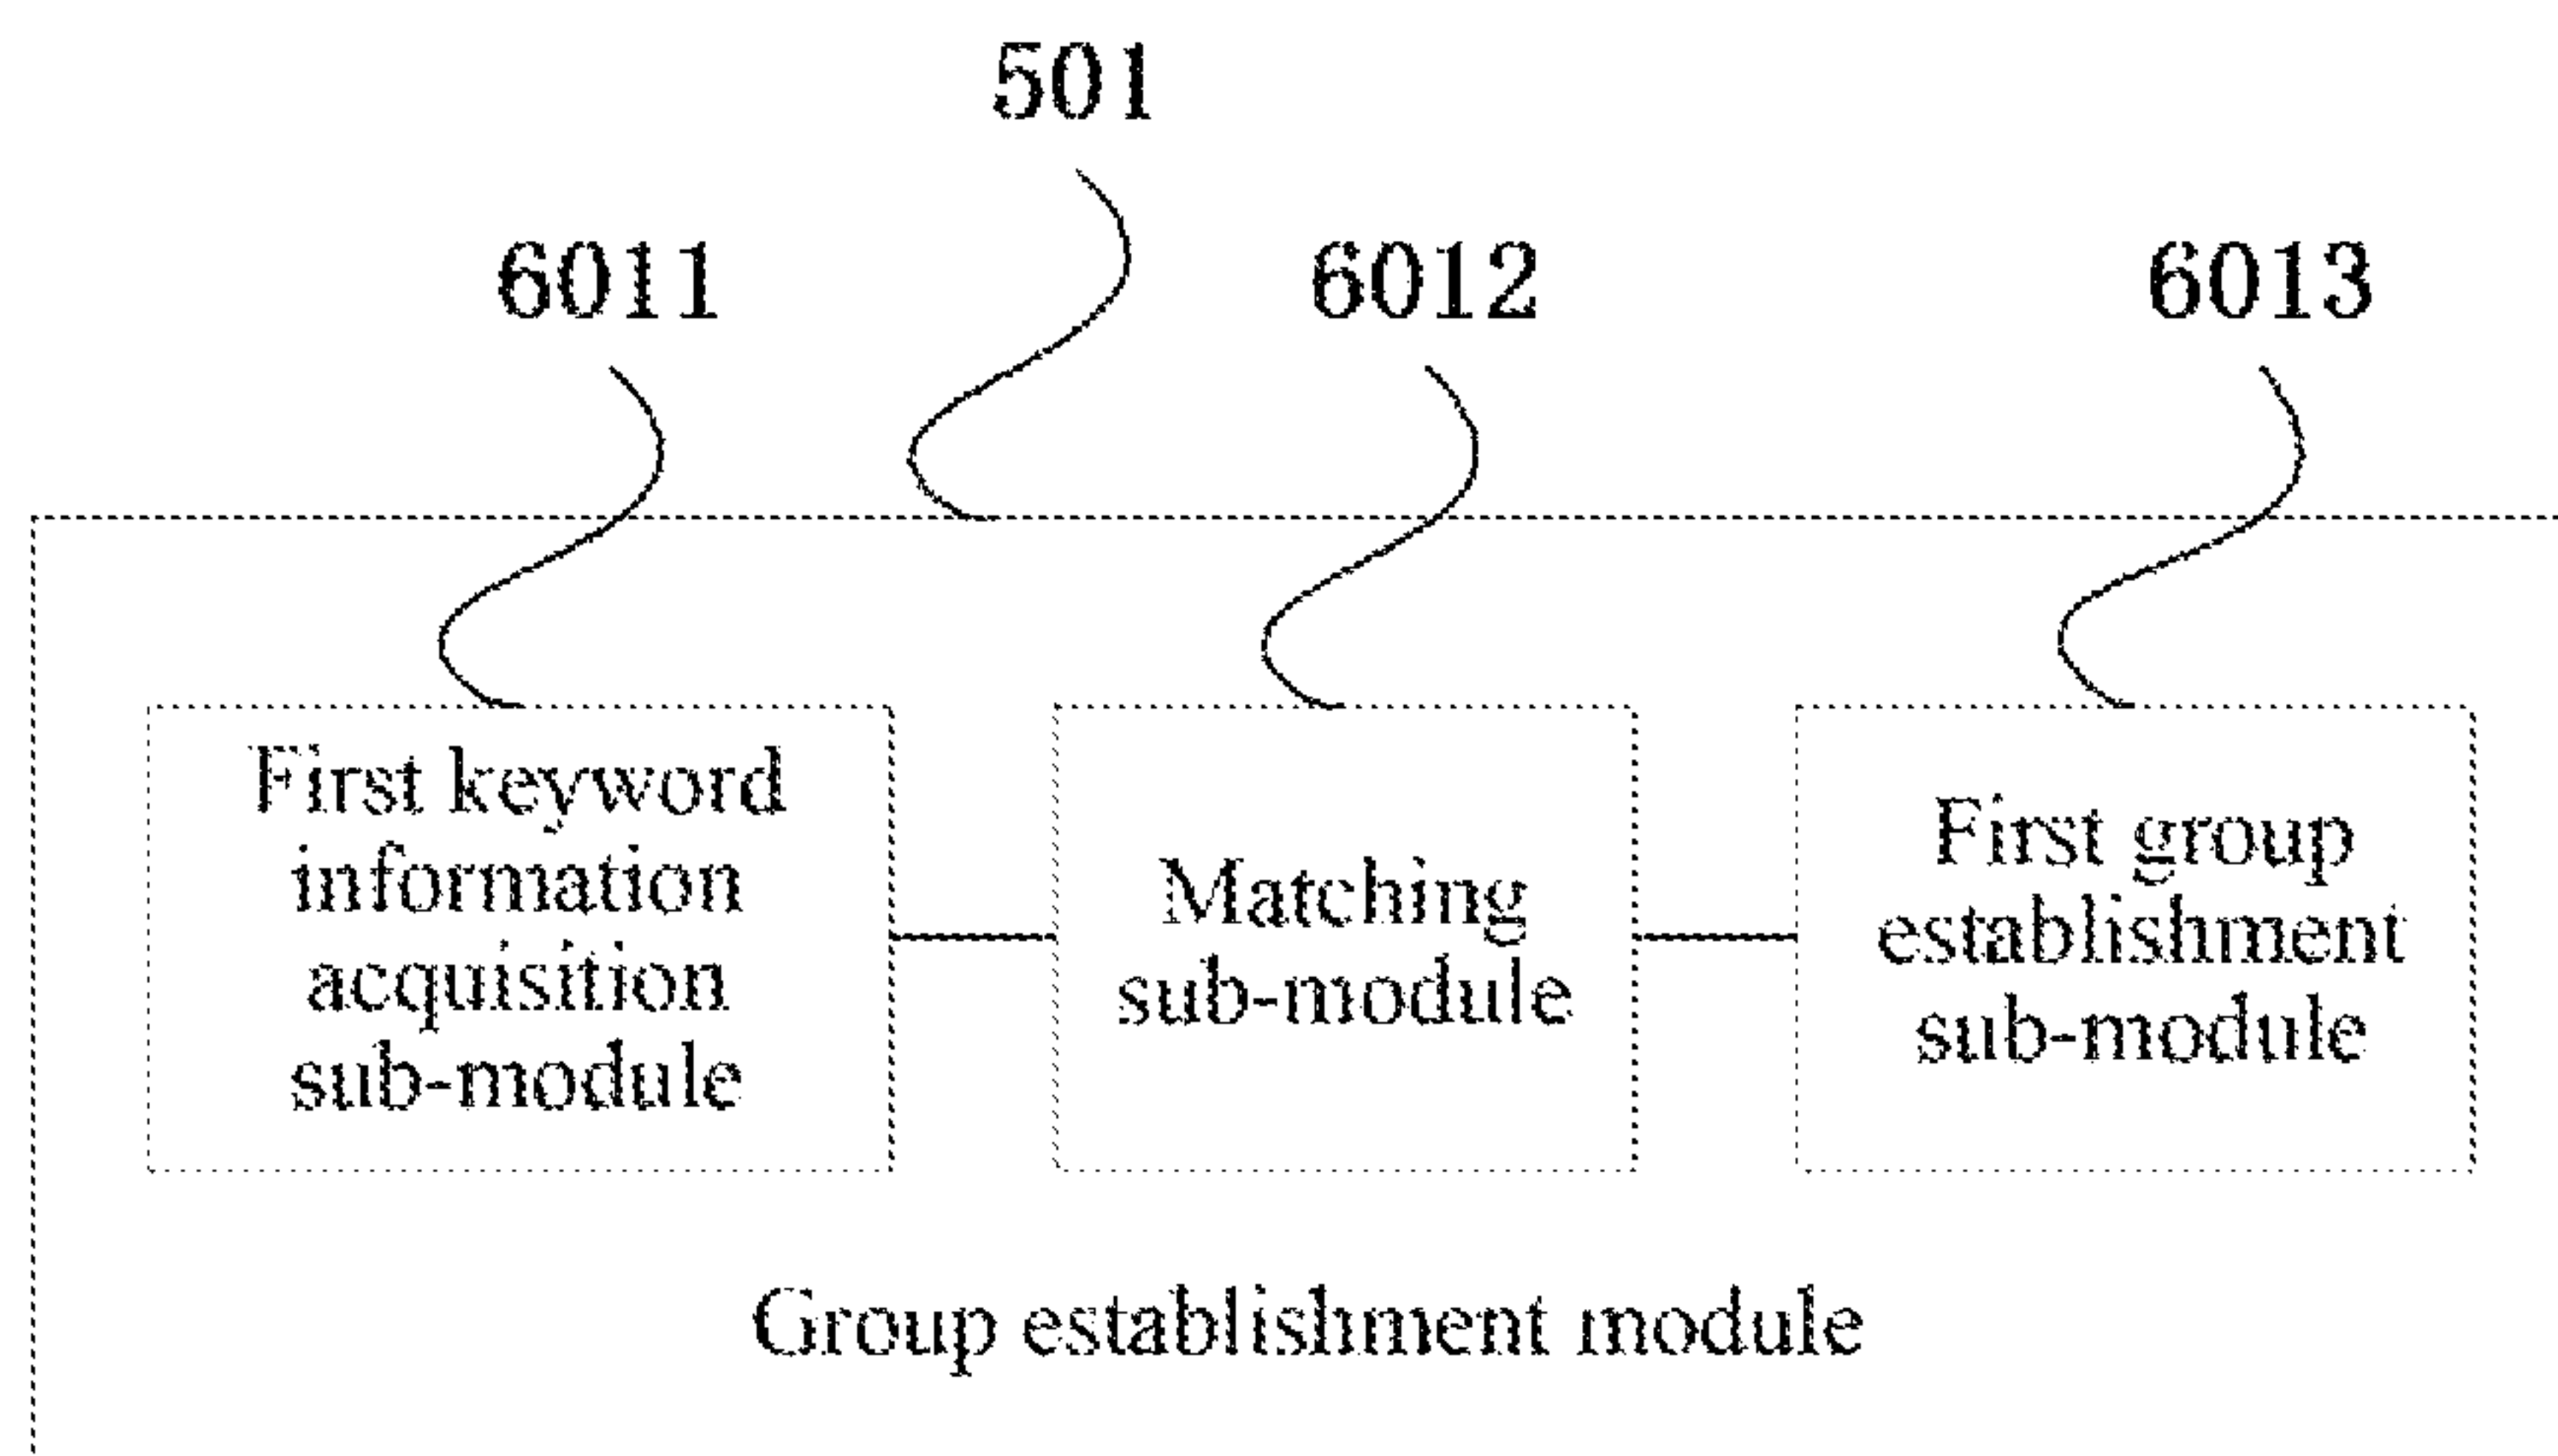 501
6011
6012
6013
First keyword
information
acquisition
sub-module
Matching
sub-module
First group
establishment
sub-module
Group establishment module